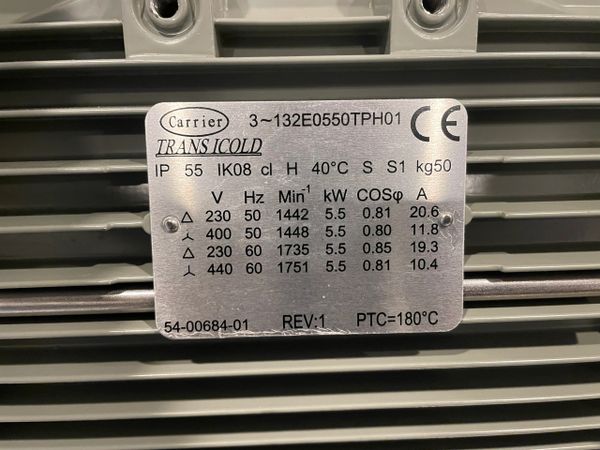 Carrier 3~132E0550TPH01 CE
TRANSICOLD
IP 55 IK08 cl H 40°C S S1 kg50
V Hz Min⁻¹ kW COSφ A
Δ 230 50 1442 5.5 0.81 20.6
⅄ 400 50 1448 5.5 0.80 11.8
Δ 230 60 1735 5.5 0.85 19.3
⅄ 440 60 1751 5.5 0.81 10.4
54-00684-01 REV:1 PTC=180°C